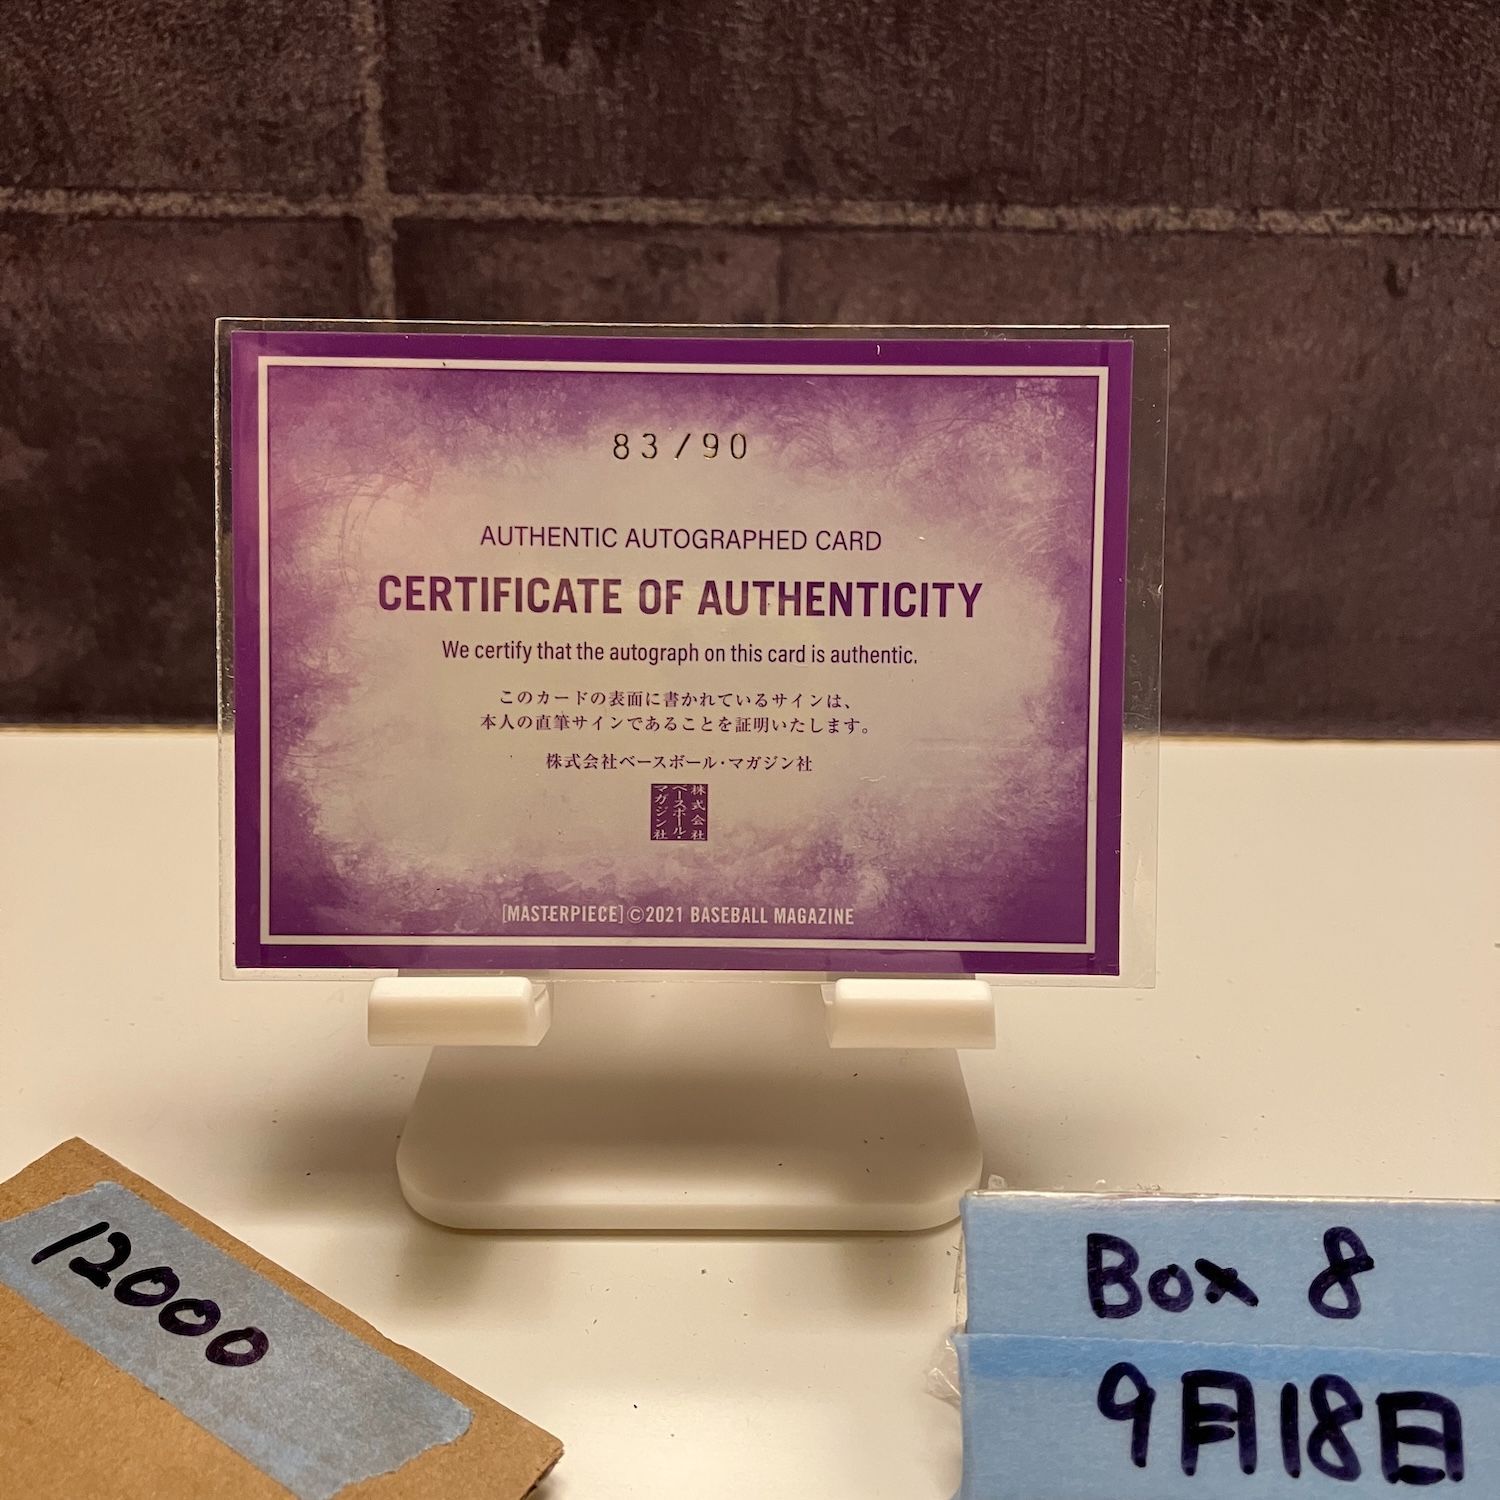 83/90
AUTHENTIC AUTOGRAPHED CARD
CERTIFICATE OF AUTHENTICITY
We certify that the autograph on this card is authentic.
このカードの表面に書かれているサインは、
本人の直筆サインであることを証明いたします。
株式会社ベースボール・マガジン社
株式会社
ベースボール・
マガジン社
[MASTERPIECE]©2021 BASEBALL MAGAZINE
12000
Box 8
9月18日